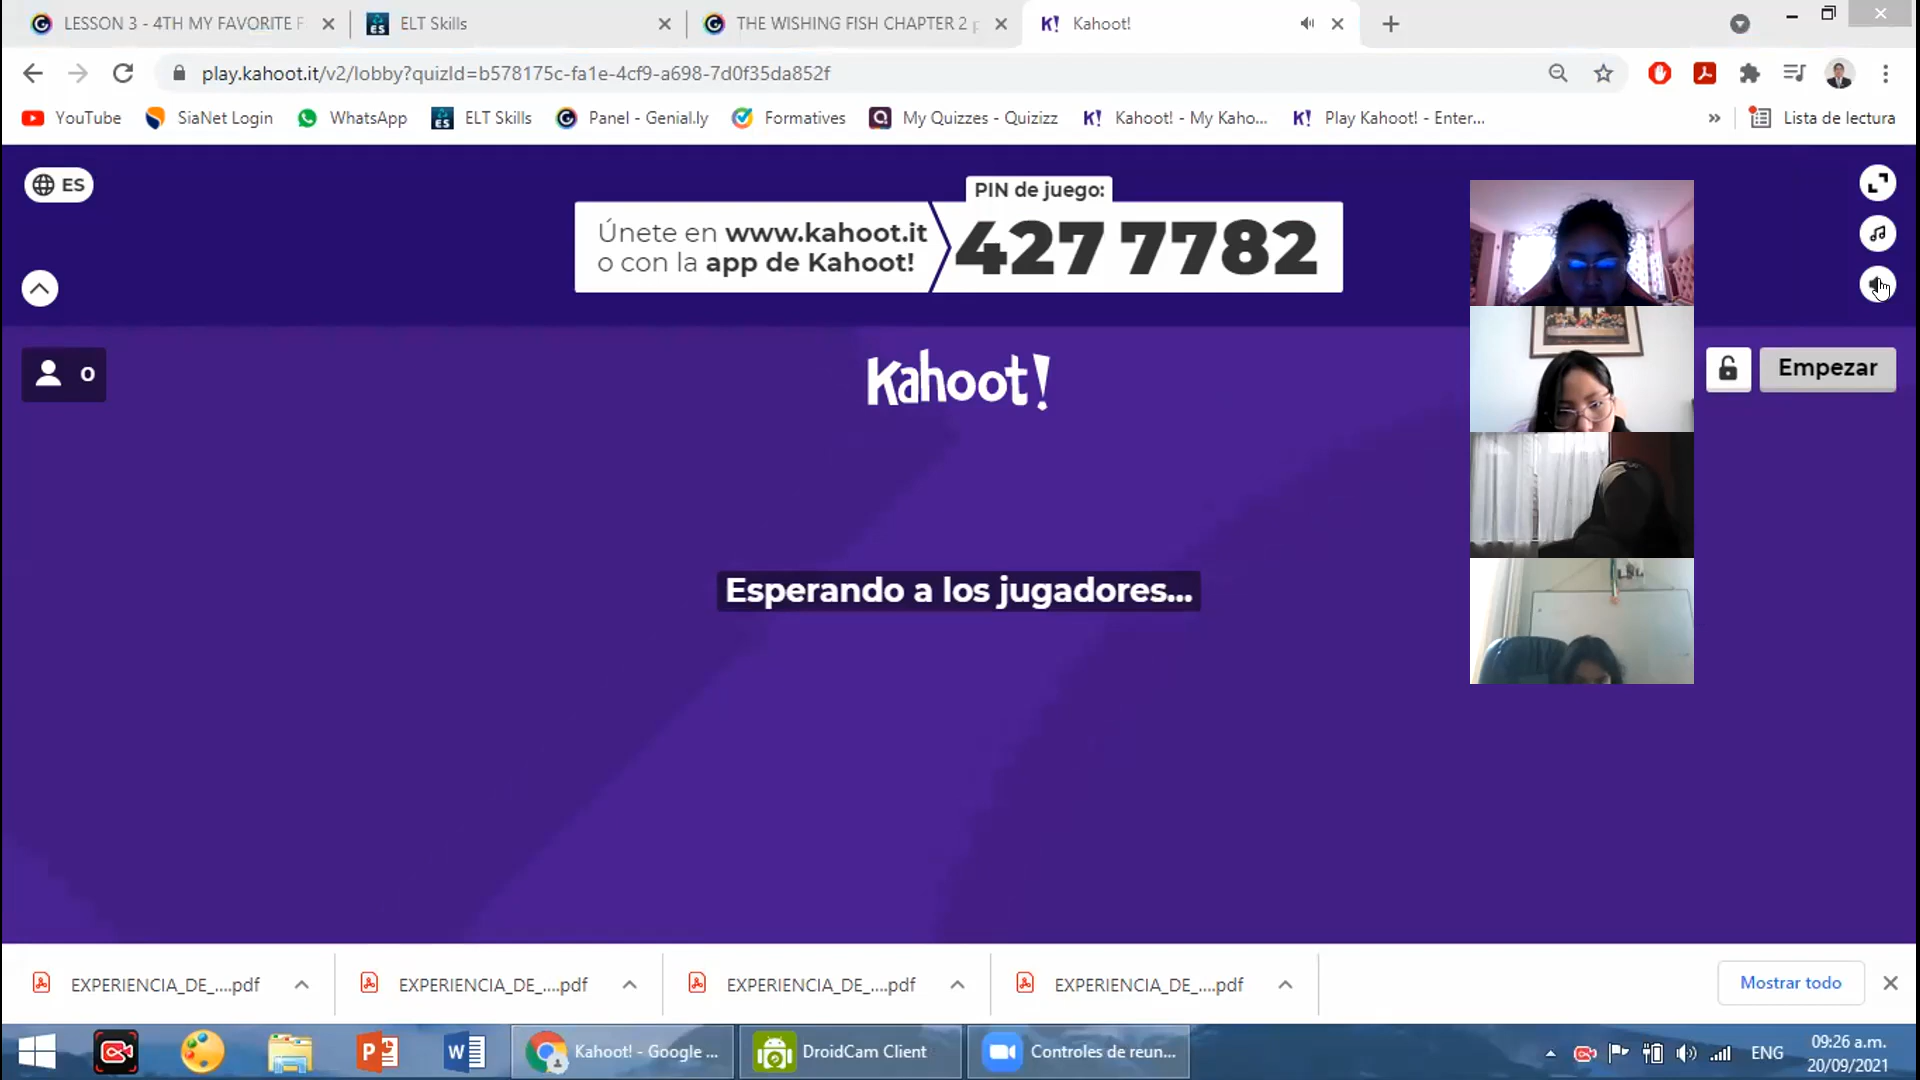 LESSON 3 - 4TH MY FAVORITE F
ELT Skills
THE WISHING FISH CHAPTER 2 p
K! Kahoot!
play.kahoot.it/v2/lobby?quizId=b578175c-fa1e-4cf9-a698-7d0f35da852f
YouTube
SiaNet Login
WhatsApp
ELT Skills
Panel - Genial.ly
Formatives
My Quizzes - Quizizz
K! Kahoot! - My Kaho...
K! Play Kahoot! - Enter...
»
Lista de lectura
ES
PIN de juego:
Únete en www.kahoot.it
o con la app de Kahoot!
427 7782
0
Kahoot!
Empezar
Esperando a los jugadores...
EXPERIENCIA_DE_....pdf
EXPERIENCIA_DE_....pdf
EXPERIENCIA_DE_....pdf
EXPERIENCIA_DE_....pdf
Mostrar todo
Kahoot! - Google ...
DroidCam Client
Controles de reun...
ENG
09:26 a.m.
20/09/2021